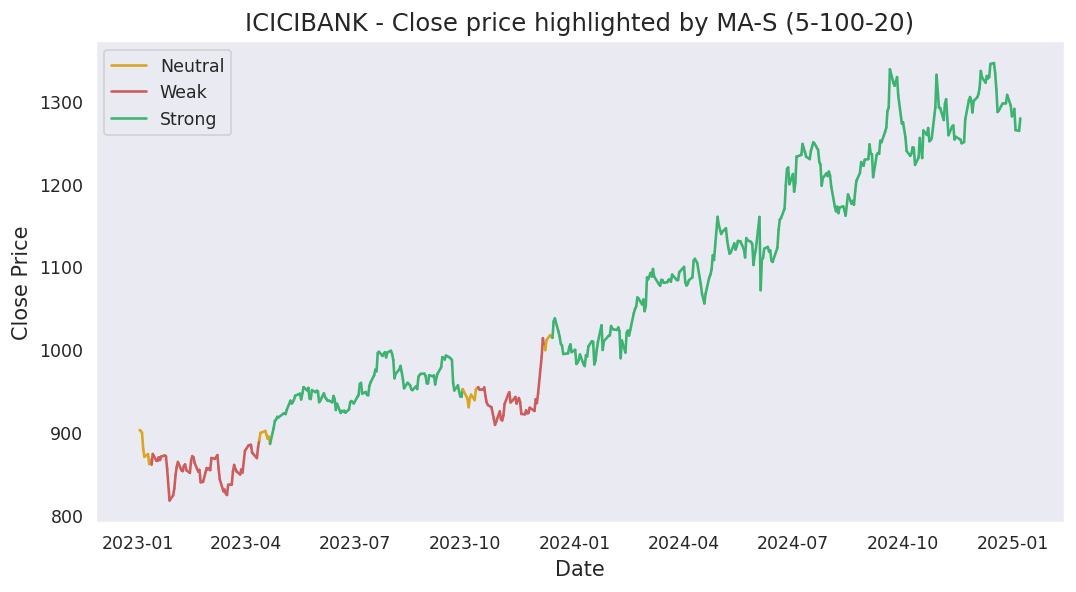 ICICIBANK - Close price highlighted by MA-S (5-100-20)
Neutral
Weak
Strong
Close Price
1300
1200
1100
1000
900
800
2023-01 2023-04 2023-07 2023-10 2024-01 2024-04 2024-07 2024-10 2025-01
Date